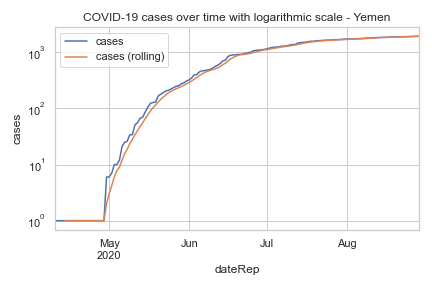 COVID-19 cases over time with logarithmic scale - Yemen
cases
cases (rolling)
10³
10²
10¹
10⁰
cases
May
2020
Jun
Jul
Aug
dateRep